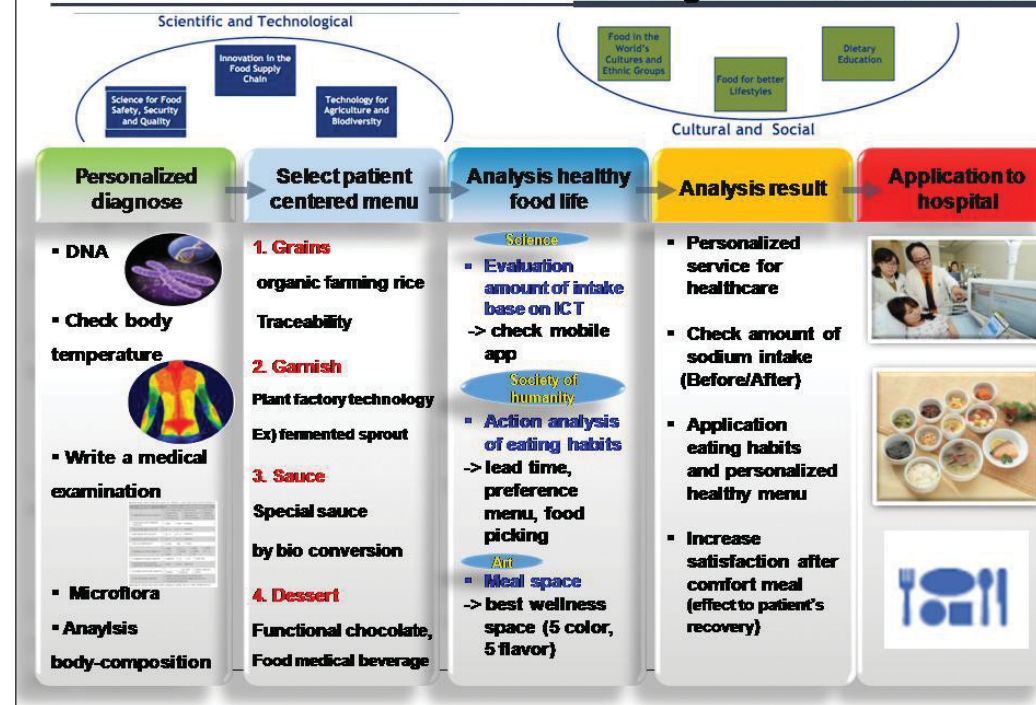 Scientific and Technological
Innovation in the
Food Supply
Chain
Science for Food
Safety, Security
and Quality
Technology for
Agriculture and
Biodiversity
Food in the
World's
Cultures and
Ethnic Groups
Food for better
Lifestyles
Dietary
Education
Cultural and Social
Personalized
diagnose
▪ DNA
▪ Check body
temperature
▪ Write a medical
examination
▪ Microflora
▪ Anaylsis
body-composition
Select patient
centered menu
1. Grains
organic farming rice
Traceability
2. Garnish
Plant factory technology
Ex) fermented sprout
3. Sauce
Special sauce
by bio conversion
4. Dessert
Functional chocolate,
Food medical beverage
Analysis healthy
food life
Science
▪ Evaluation
amount of intake
base on ICT
-> check mobile
app
Society of
humanity
▪ Action analysis
of eating habits
-> lead time,
preference
menu, food
picking
Art
▪ Meal space
-> best wellness
space (5 color,
5 flavor)
Analysis result
▪ Personalized
service for
healthcare
▪ Check amount of
sodium intake
(Before/After)
▪ Application
eating habits
and personalized
healthy menu
▪ Increase
satisfaction after
comfort meal
(effect to patient's
recovery)
Application to
hospital